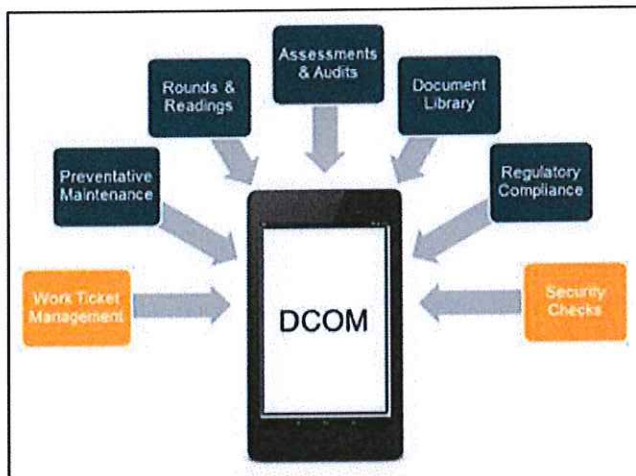 Assessments
& Audits
Rounds &
Readings
Document
Library
Preventative
Maintenance
Regulatory
Compliance
Work Ticket
Management
Security
Checks
DCOM